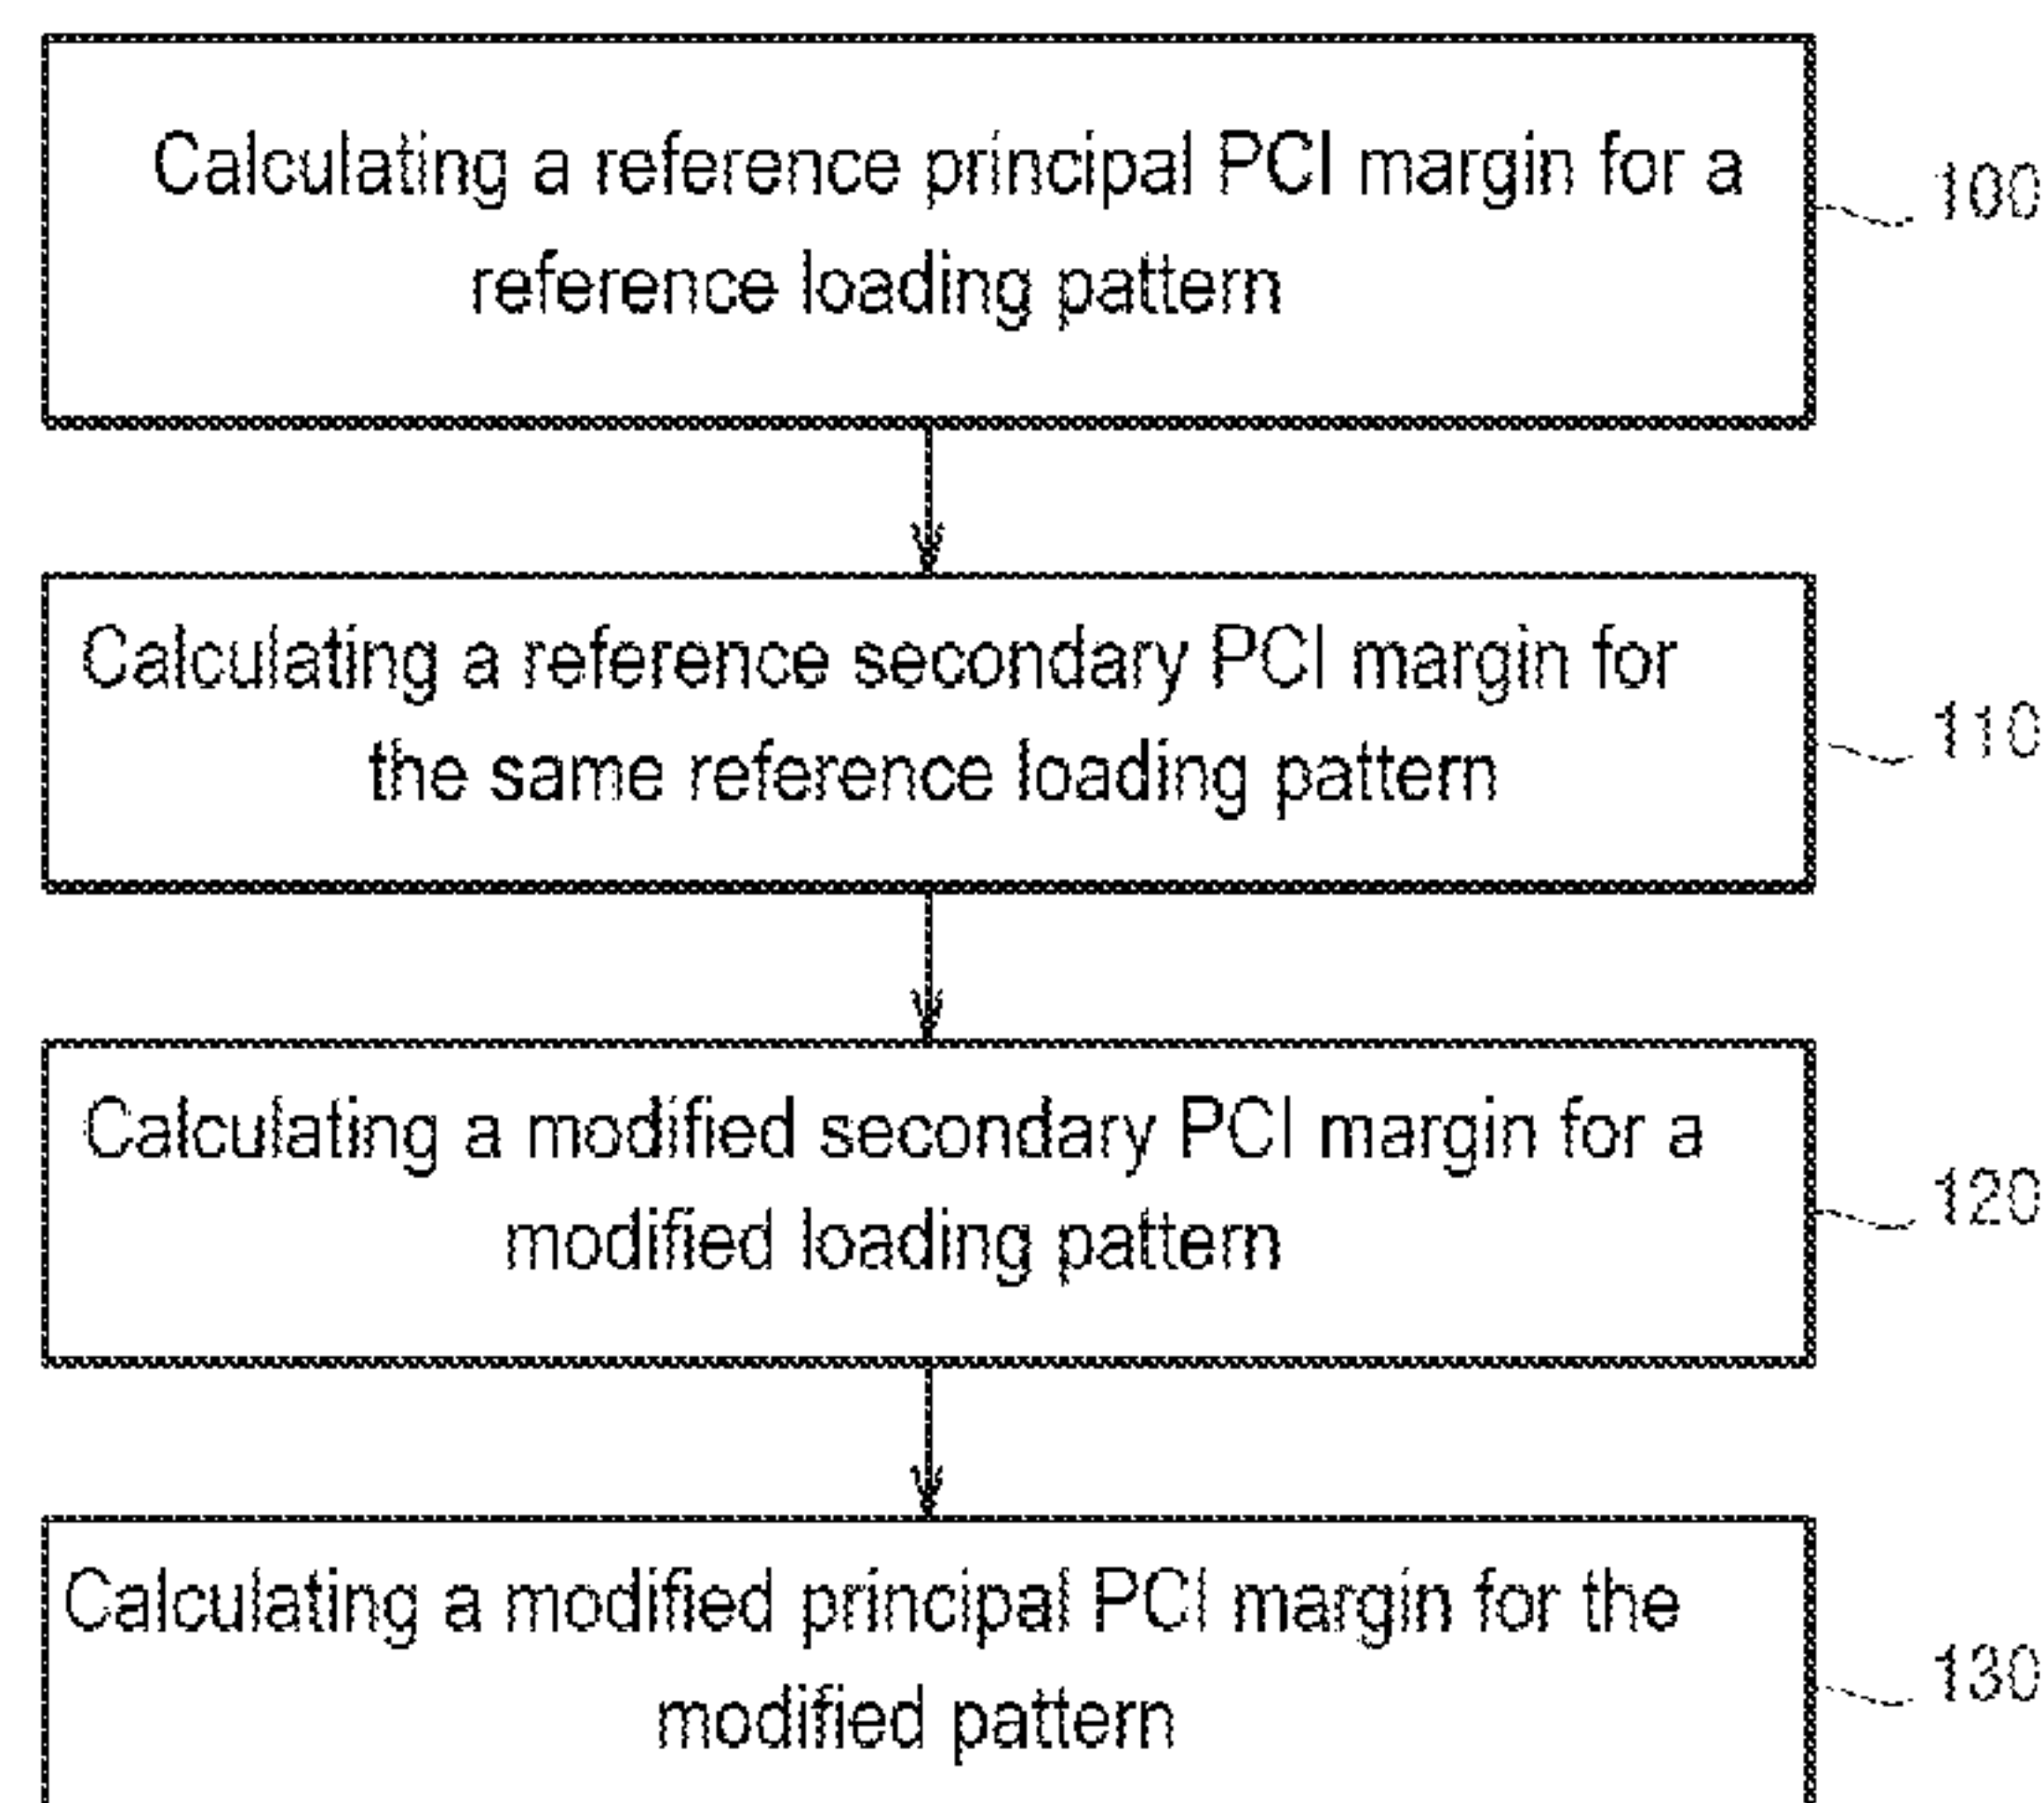 Calculating a reference principal PCI margin for a
reference loading pattern
100
Calculating a reference secondary PCI margin for
the same reference loading pattern
110
Calculating a modified secondary PCI margin for a
modified loading pattern
120
Calculating a modified principal PCI margin for the
modified pattern
130